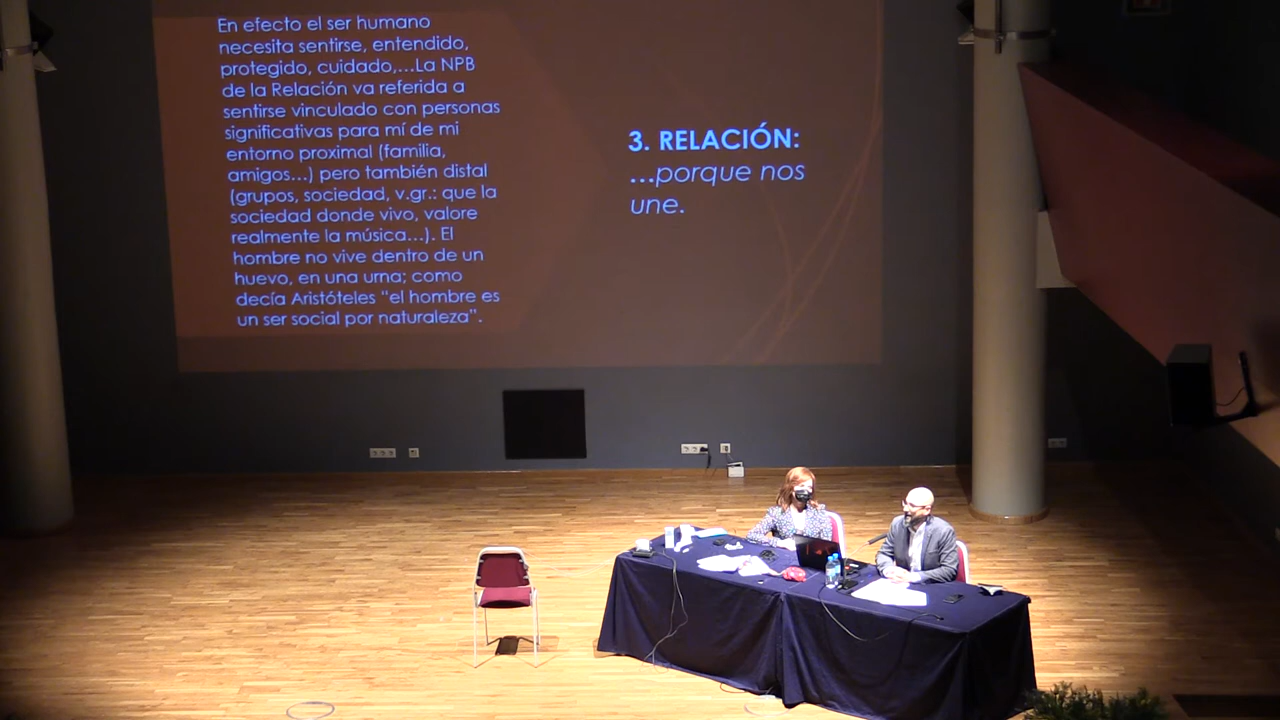 En efecto el ser humano
necesita sentirse, entendido,
protegido, cuidado,...La NPB
de la Relación va referida a
sentirse vinculado con personas
significativas para mí de mi
entorno proximal (familia,
amigos...) pero también distal
(grupos, sociedad, v.gr.: que la
sociedad donde vivo, valore
realmente la música...). El
hombre no vive dentro de un
huevo, en una urna; como
decía Aristóteles "el hombre es
un ser social por naturaleza".
3. RELACIÓN:
...porque nos
une.